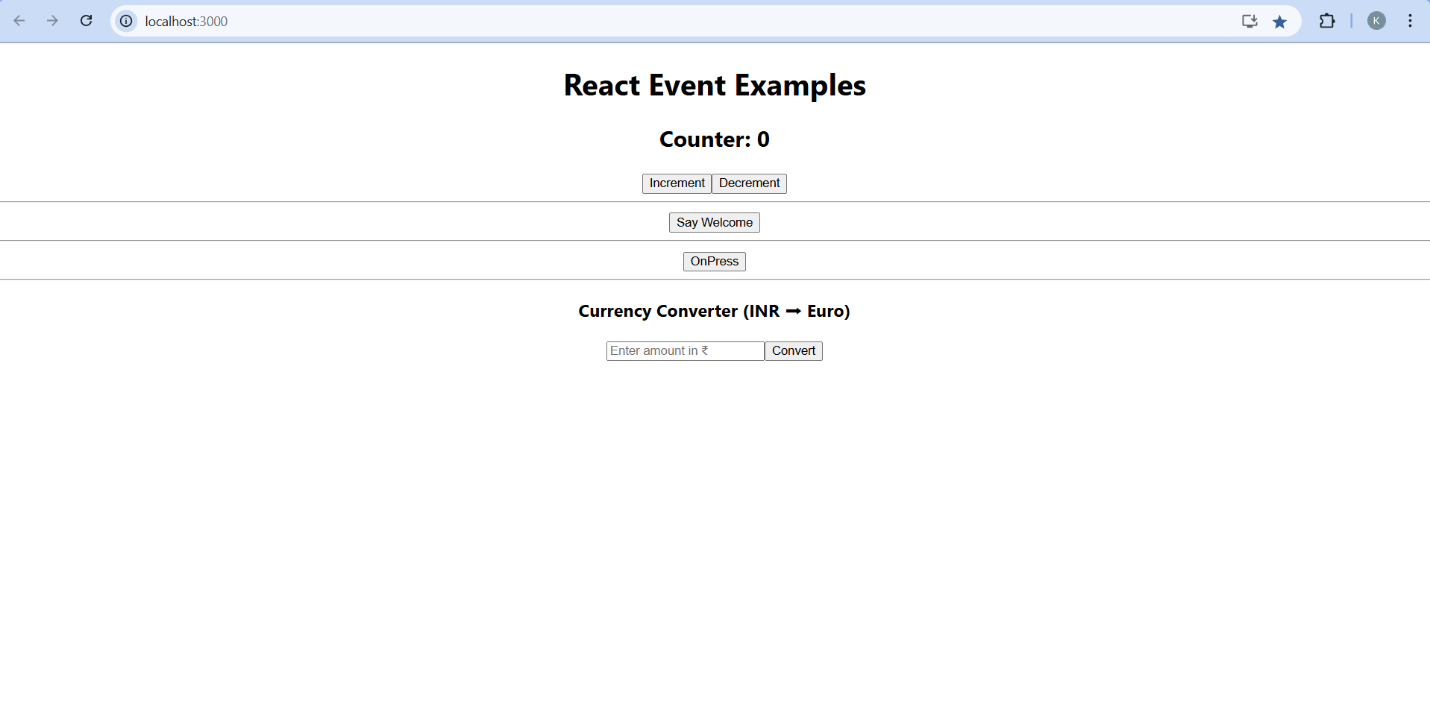 localhost:3000
K
React Event Examples
Counter: 0
Increment Decrement
Say Welcome
OnPress
Currency Converter (INR ➞ Euro)
Enter amount in ₹ Convert